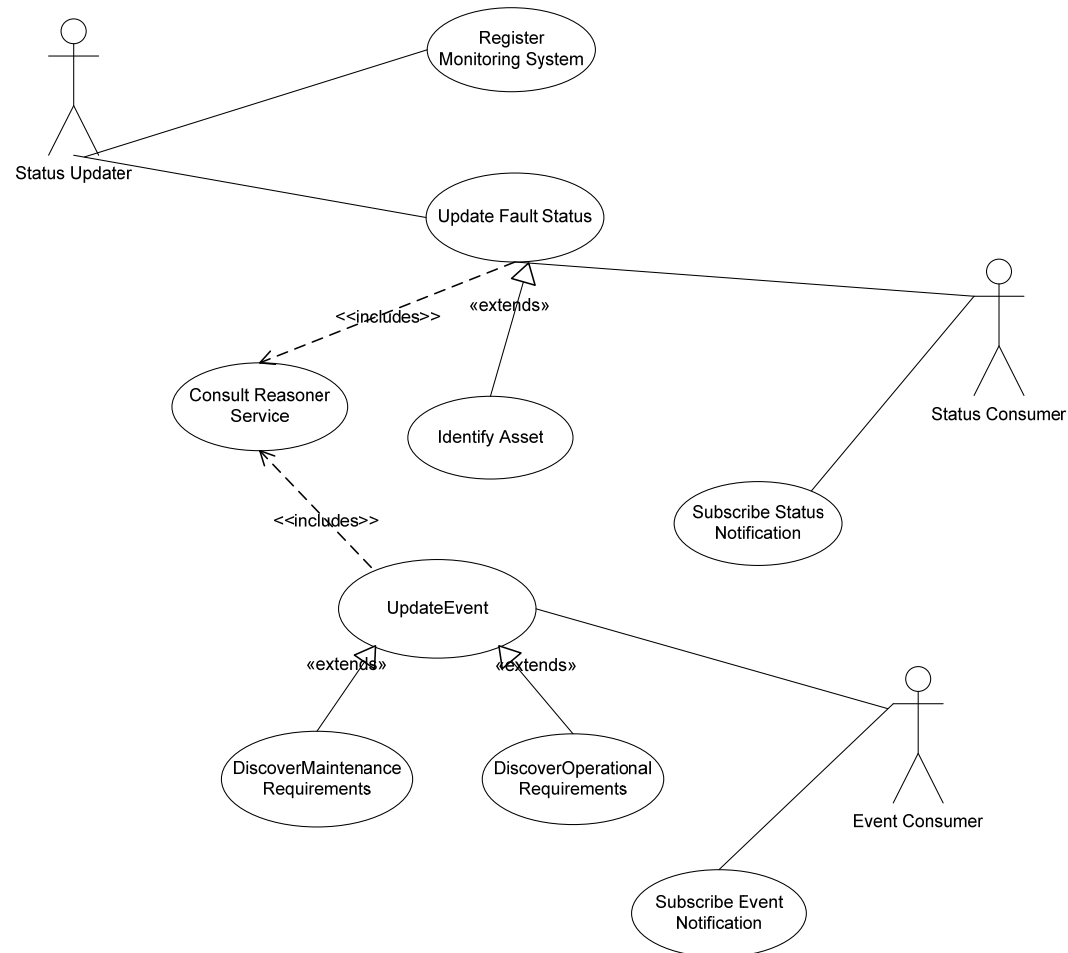 Register
Monitoring System
Status Updater
Update Fault Status
«extends»
<<includes>>
Consult Reasoner
Service
Identify Asset
Status Consumer
Subscribe Status
Notification
<<includes>>
UpdateEvent
«extends»
«extends»
DiscoverMaintenance
Requirements
DiscoverOperational
Requirements
Event Consumer
Subscribe Event
Notification